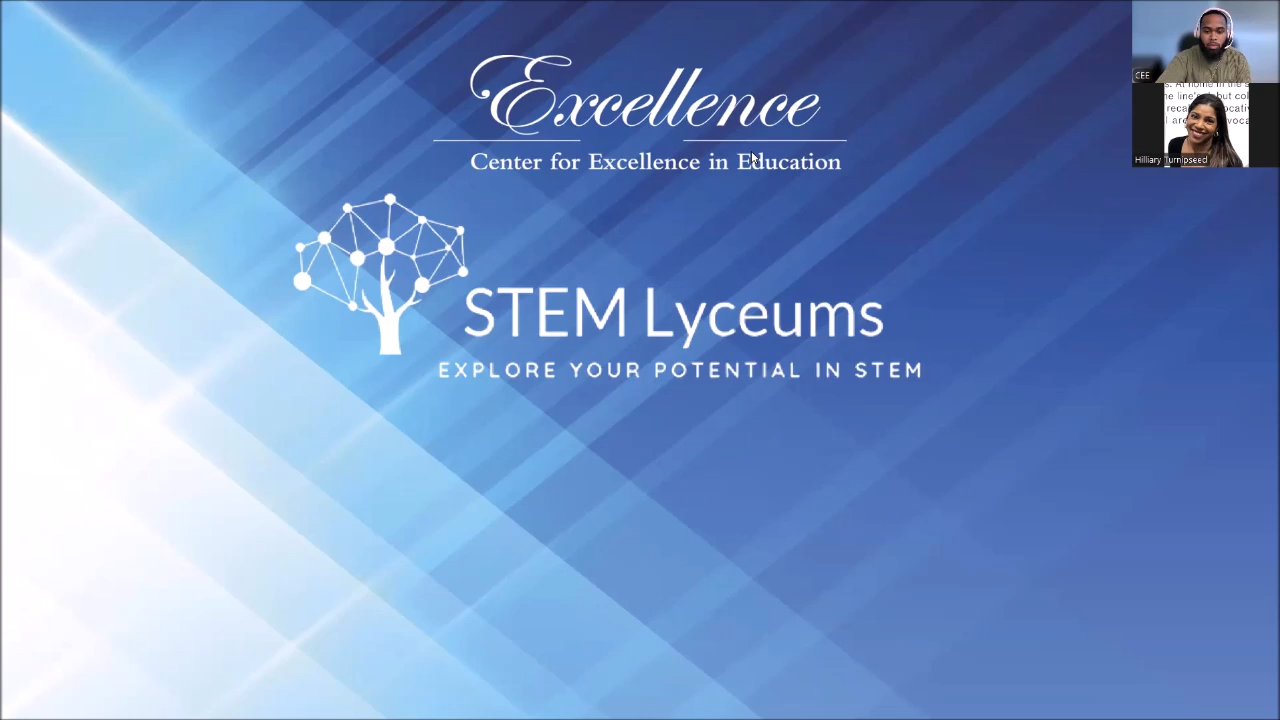 Excellence
Center for Excellence in Education
STEM Lyceums
EXPLORE YOUR POTENTIAL IN STEM
CEE
Hilliary Turnipseed